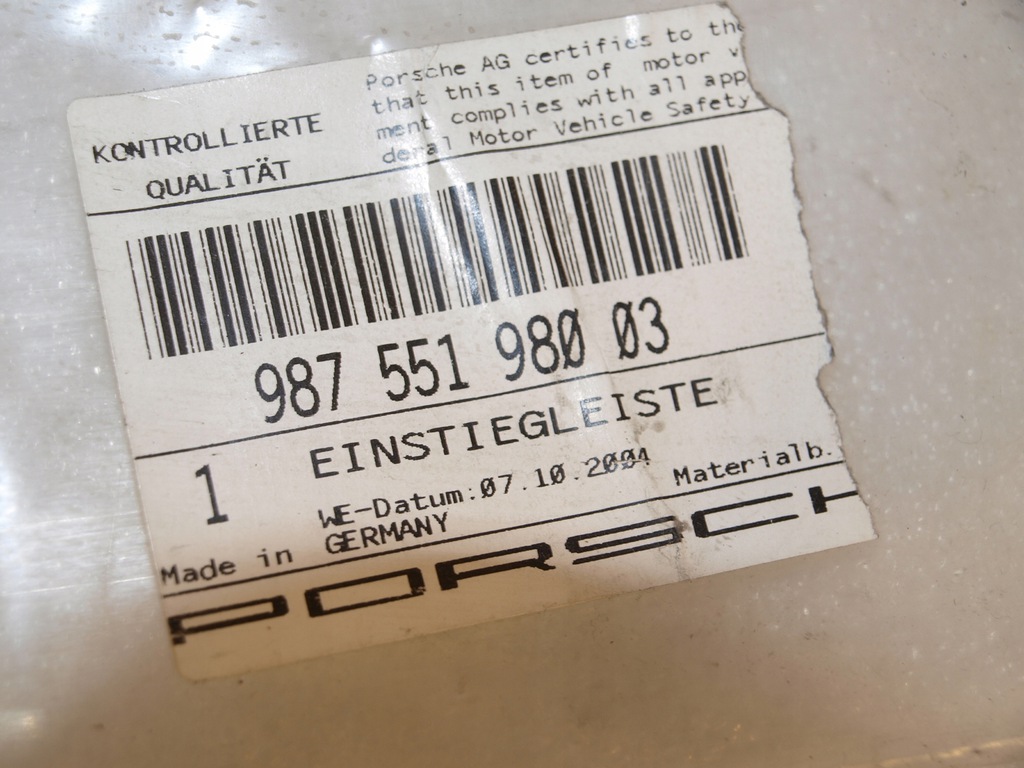 KONTROLLIERTE
QUALITÄT
Porsche AG certifies to the
that this item of motor v
ment complies with all app
deral Motor Vehicle Safety
987 551 980 03
1
EINSTIEGLEISTE
WE-Datum:07.10.2004
Materialb.
Made in GERMANY
PORSCH